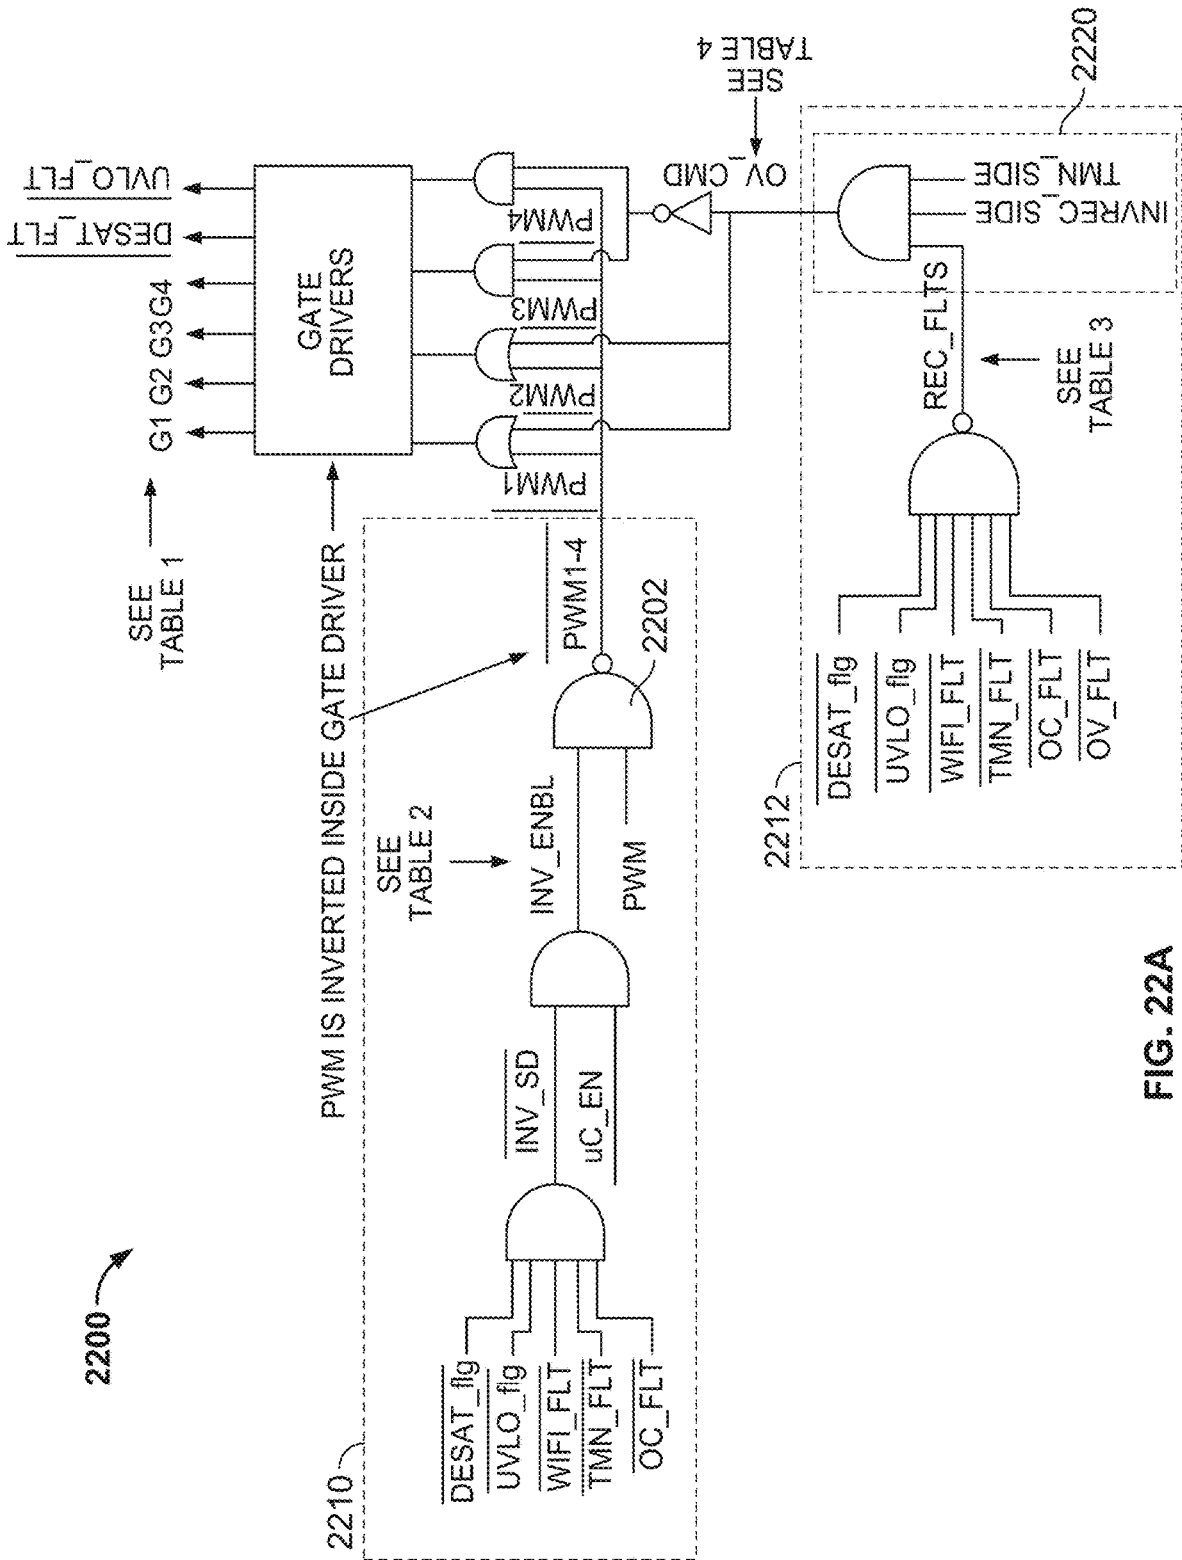 2200
2210
DESAT_flg
UVLO_flg
WIFI_FLT
TMN_FLT
OC_FLT
INV_SD
uC_EN
SEE
TABLE 2
INV_ENBL
PWM
2202
PWM1-4
PWM IS INVERTED INSIDE GATE DRIVER
SEE
TABLE 1
G1 G2 G3G4
DESAT_FLT
UVLO_FLT
GATE
DRIVERS
PWM1
PWM2
PWM3
PWM4
OV_CMD
SEE
TABLE 4
2212
DESAT_flg
UVLO_flg
WIFI_FLT
TMN_FLT
OC_FLT
OV_FLT
REC_FLTS
SEE
TABLE 3
INVREC_SIDE
TMN_SIDE
2220
FIG. 22A